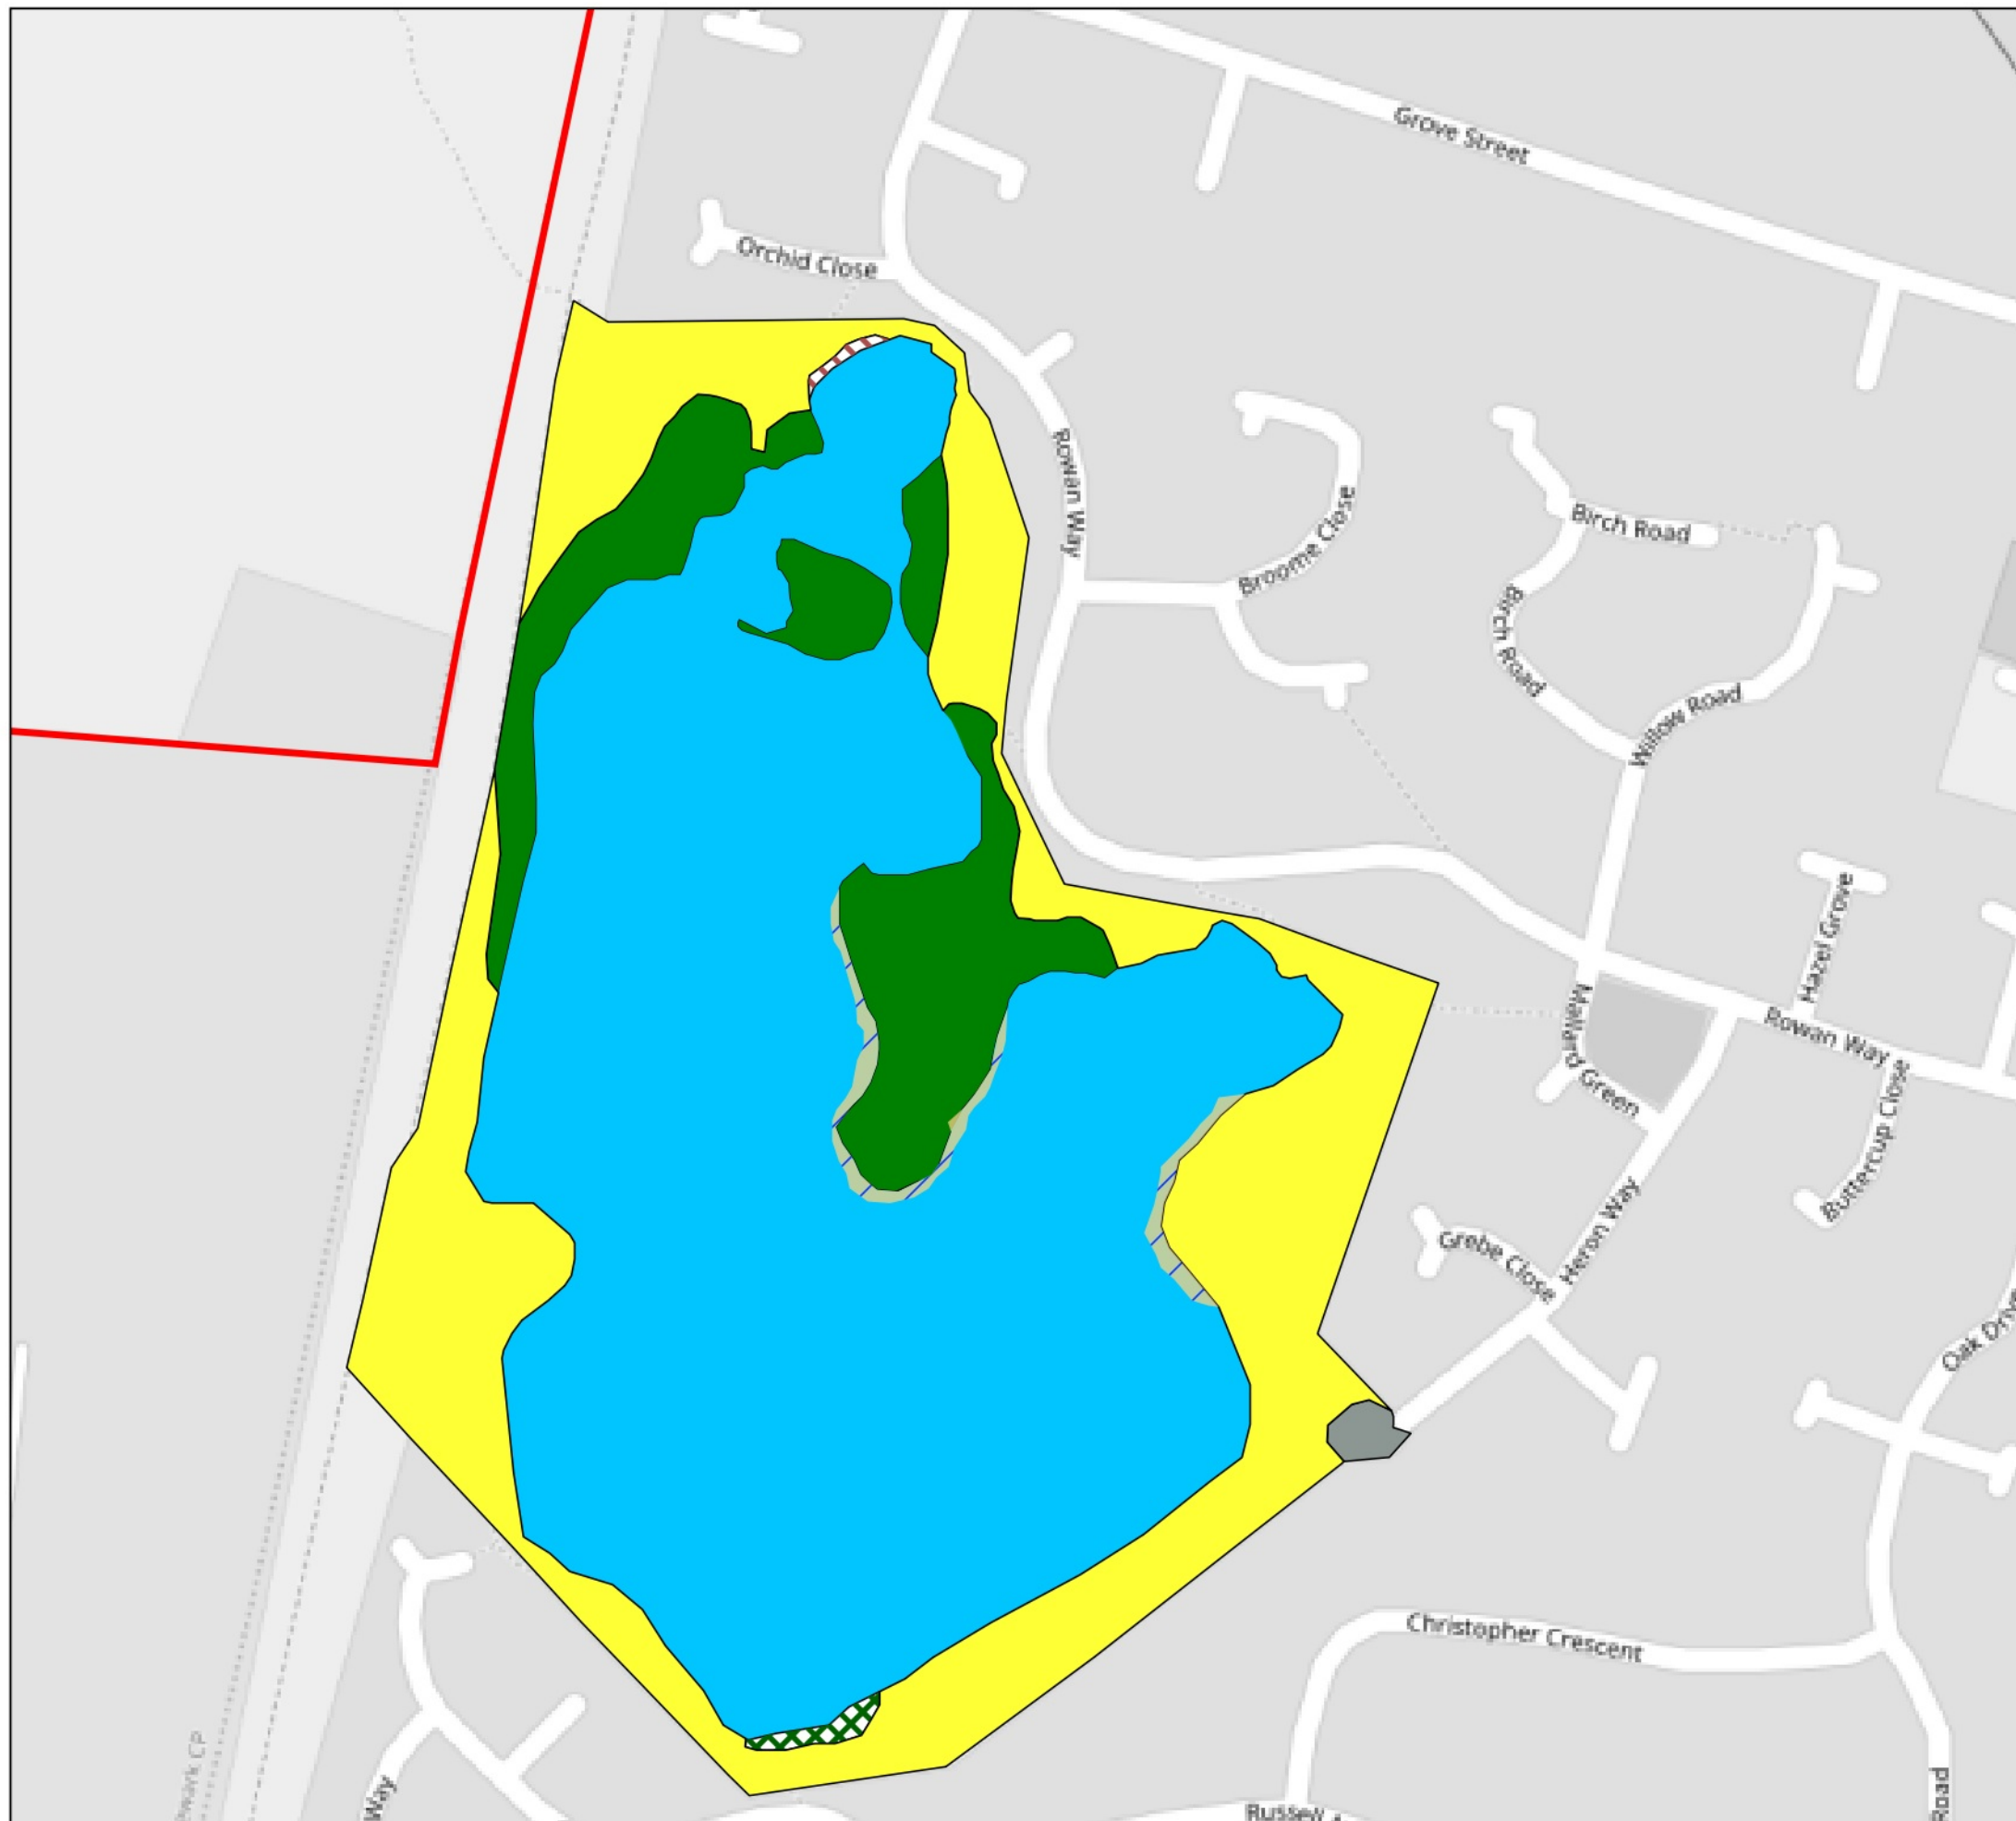 Grove Street
Orchid Close
Rowan Way
Broome Close
Birch Road
Birch Road
Willow Road
Hazel Grove
Mallard Green
Rowan Way
Buttercup Close
Heron Way
Grebe Close
Oak Drive
Christopher Crescent
Way
CP
Road